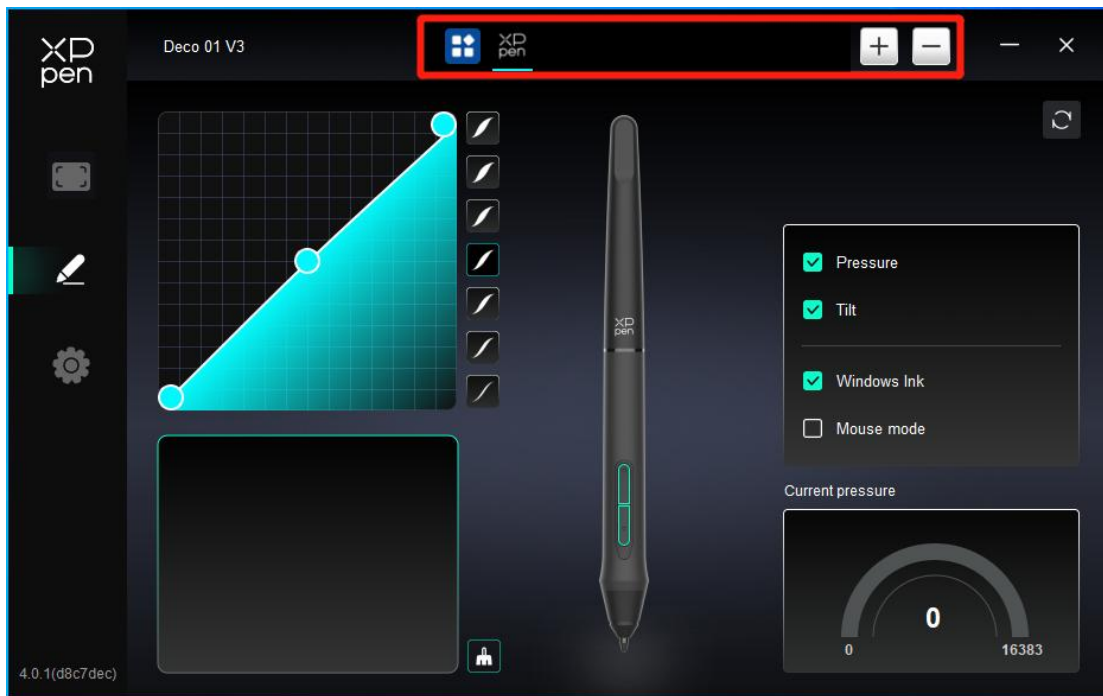 XP
pen
Deco 01 V3
XP
pen
XP
pen
Pressure
Tilt
Windows Ink
Mouse mode
Current pressure
0
0
16383
4.0.1(d8c7dec)